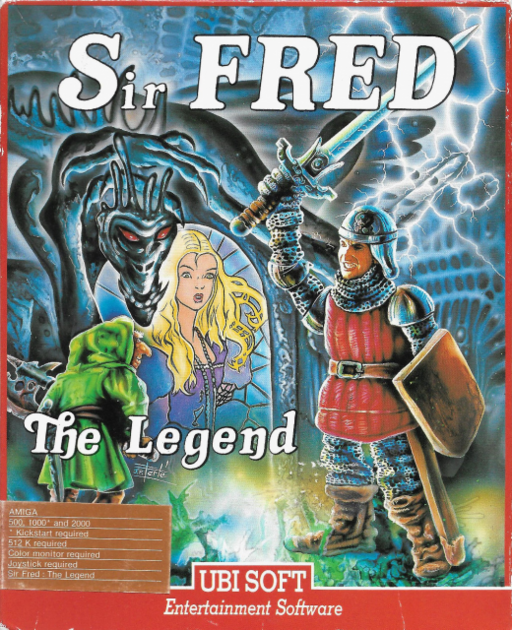 Sir FRED
The Legend
AMIGA
500, 1000* and 2000
* Kickstart required
512 K required
Color monitor required
Joystick required
Sir Fred : The Legend
UBI SOFT
Entertainment Software